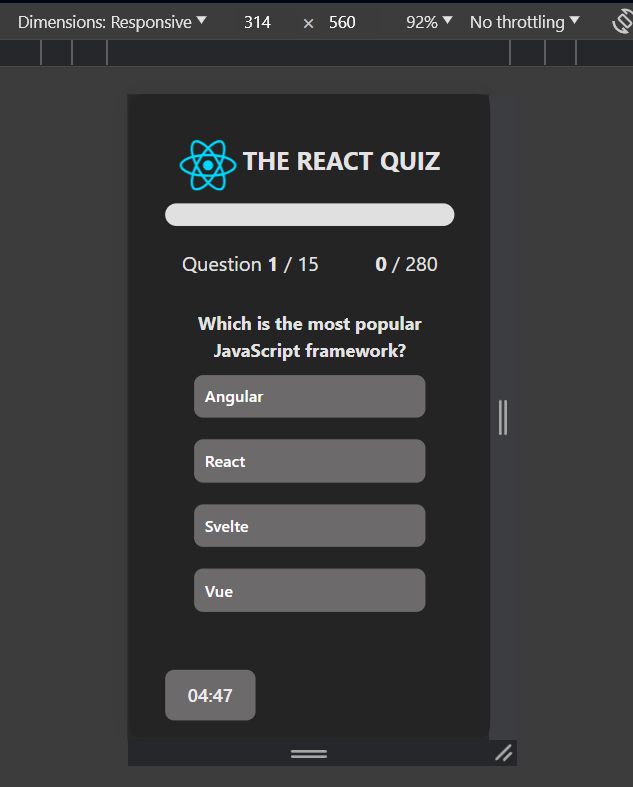 Dimensions: Responsive ▼ 314 × 560 92% ▼ No throttling ▼
THE REACT QUIZ
Question 1 / 15 0 / 280
Which is the most popular
JavaScript framework?
Angular
React
Svelte
Vue
04:47